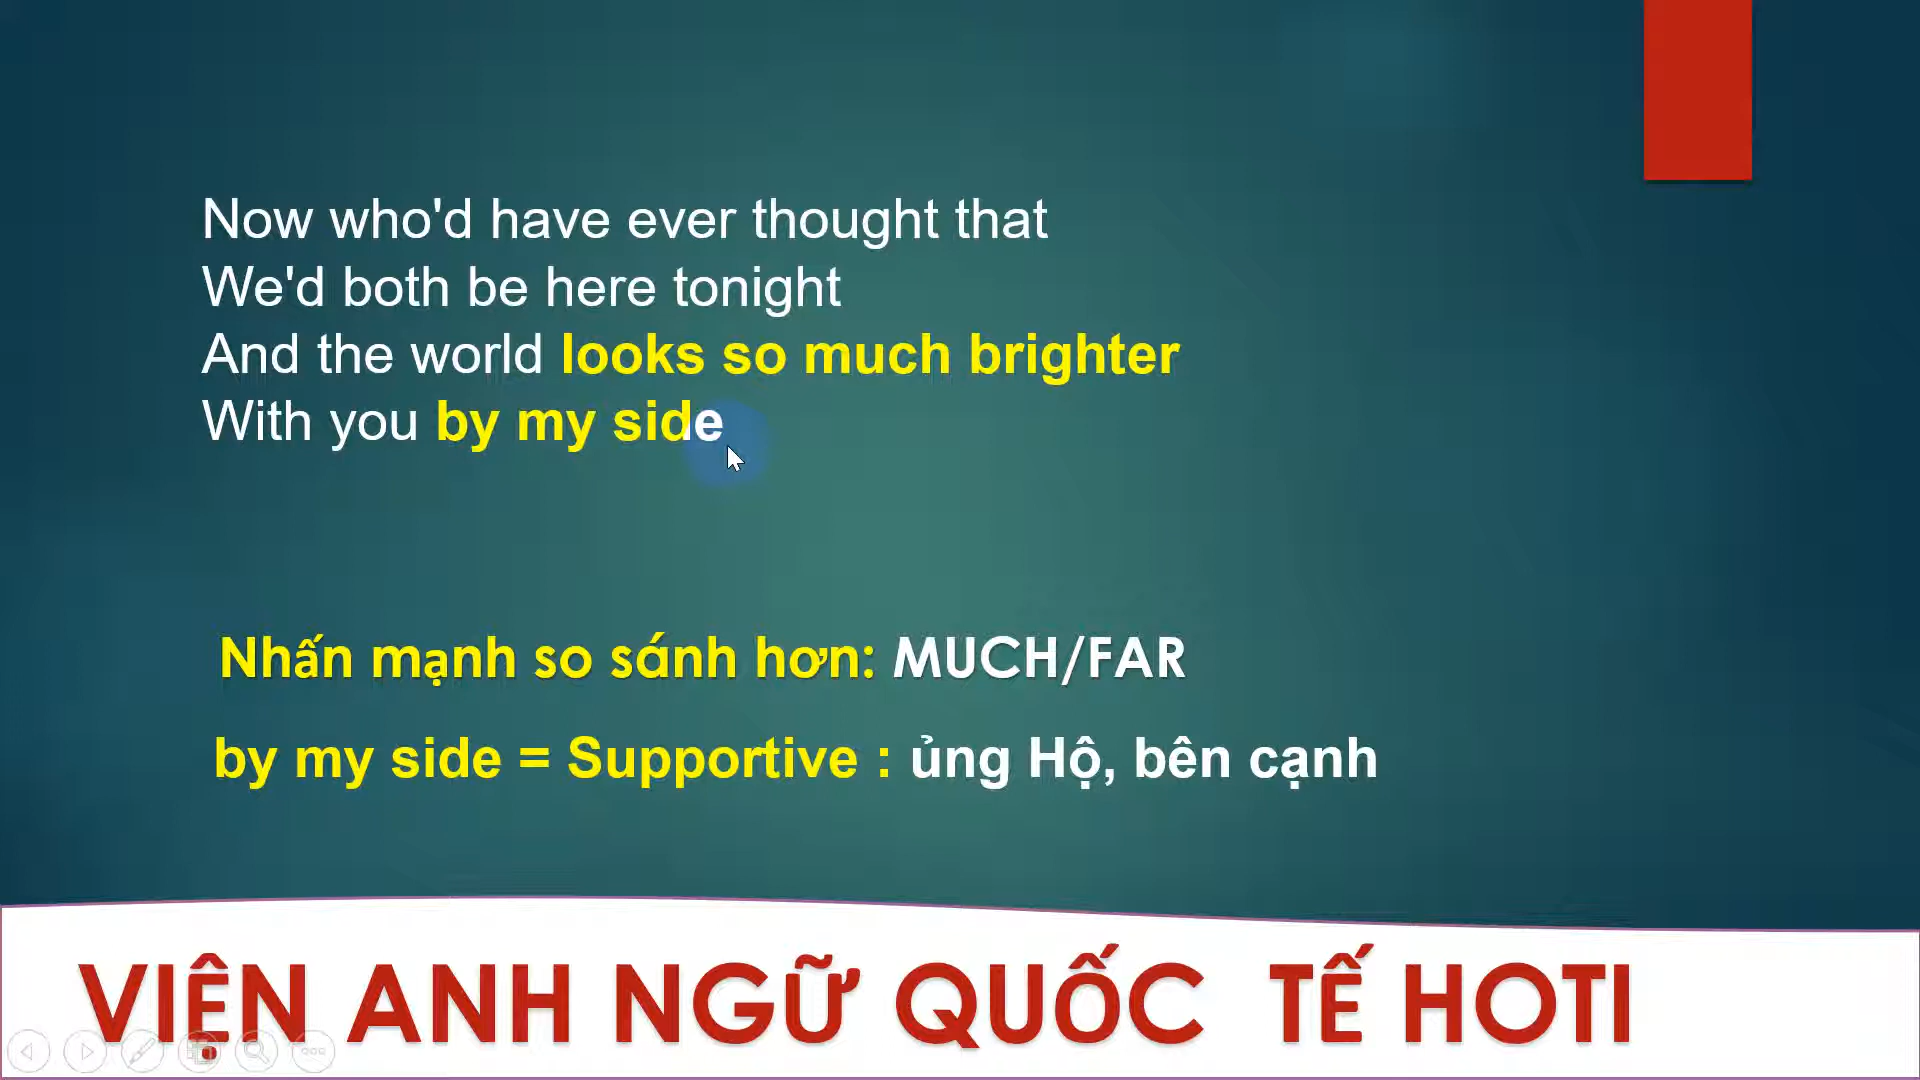 Now who'd have ever thought that
We'd both be here tonight
And the world looks so much brighter
With you by my side
Nhấn mạnh so sánh hơn: MUCH/FAR
by my side = Supportive : ủng Hộ, bên cạnh
VIỆN ANH NGỮ QUỐC TẾ HOTI